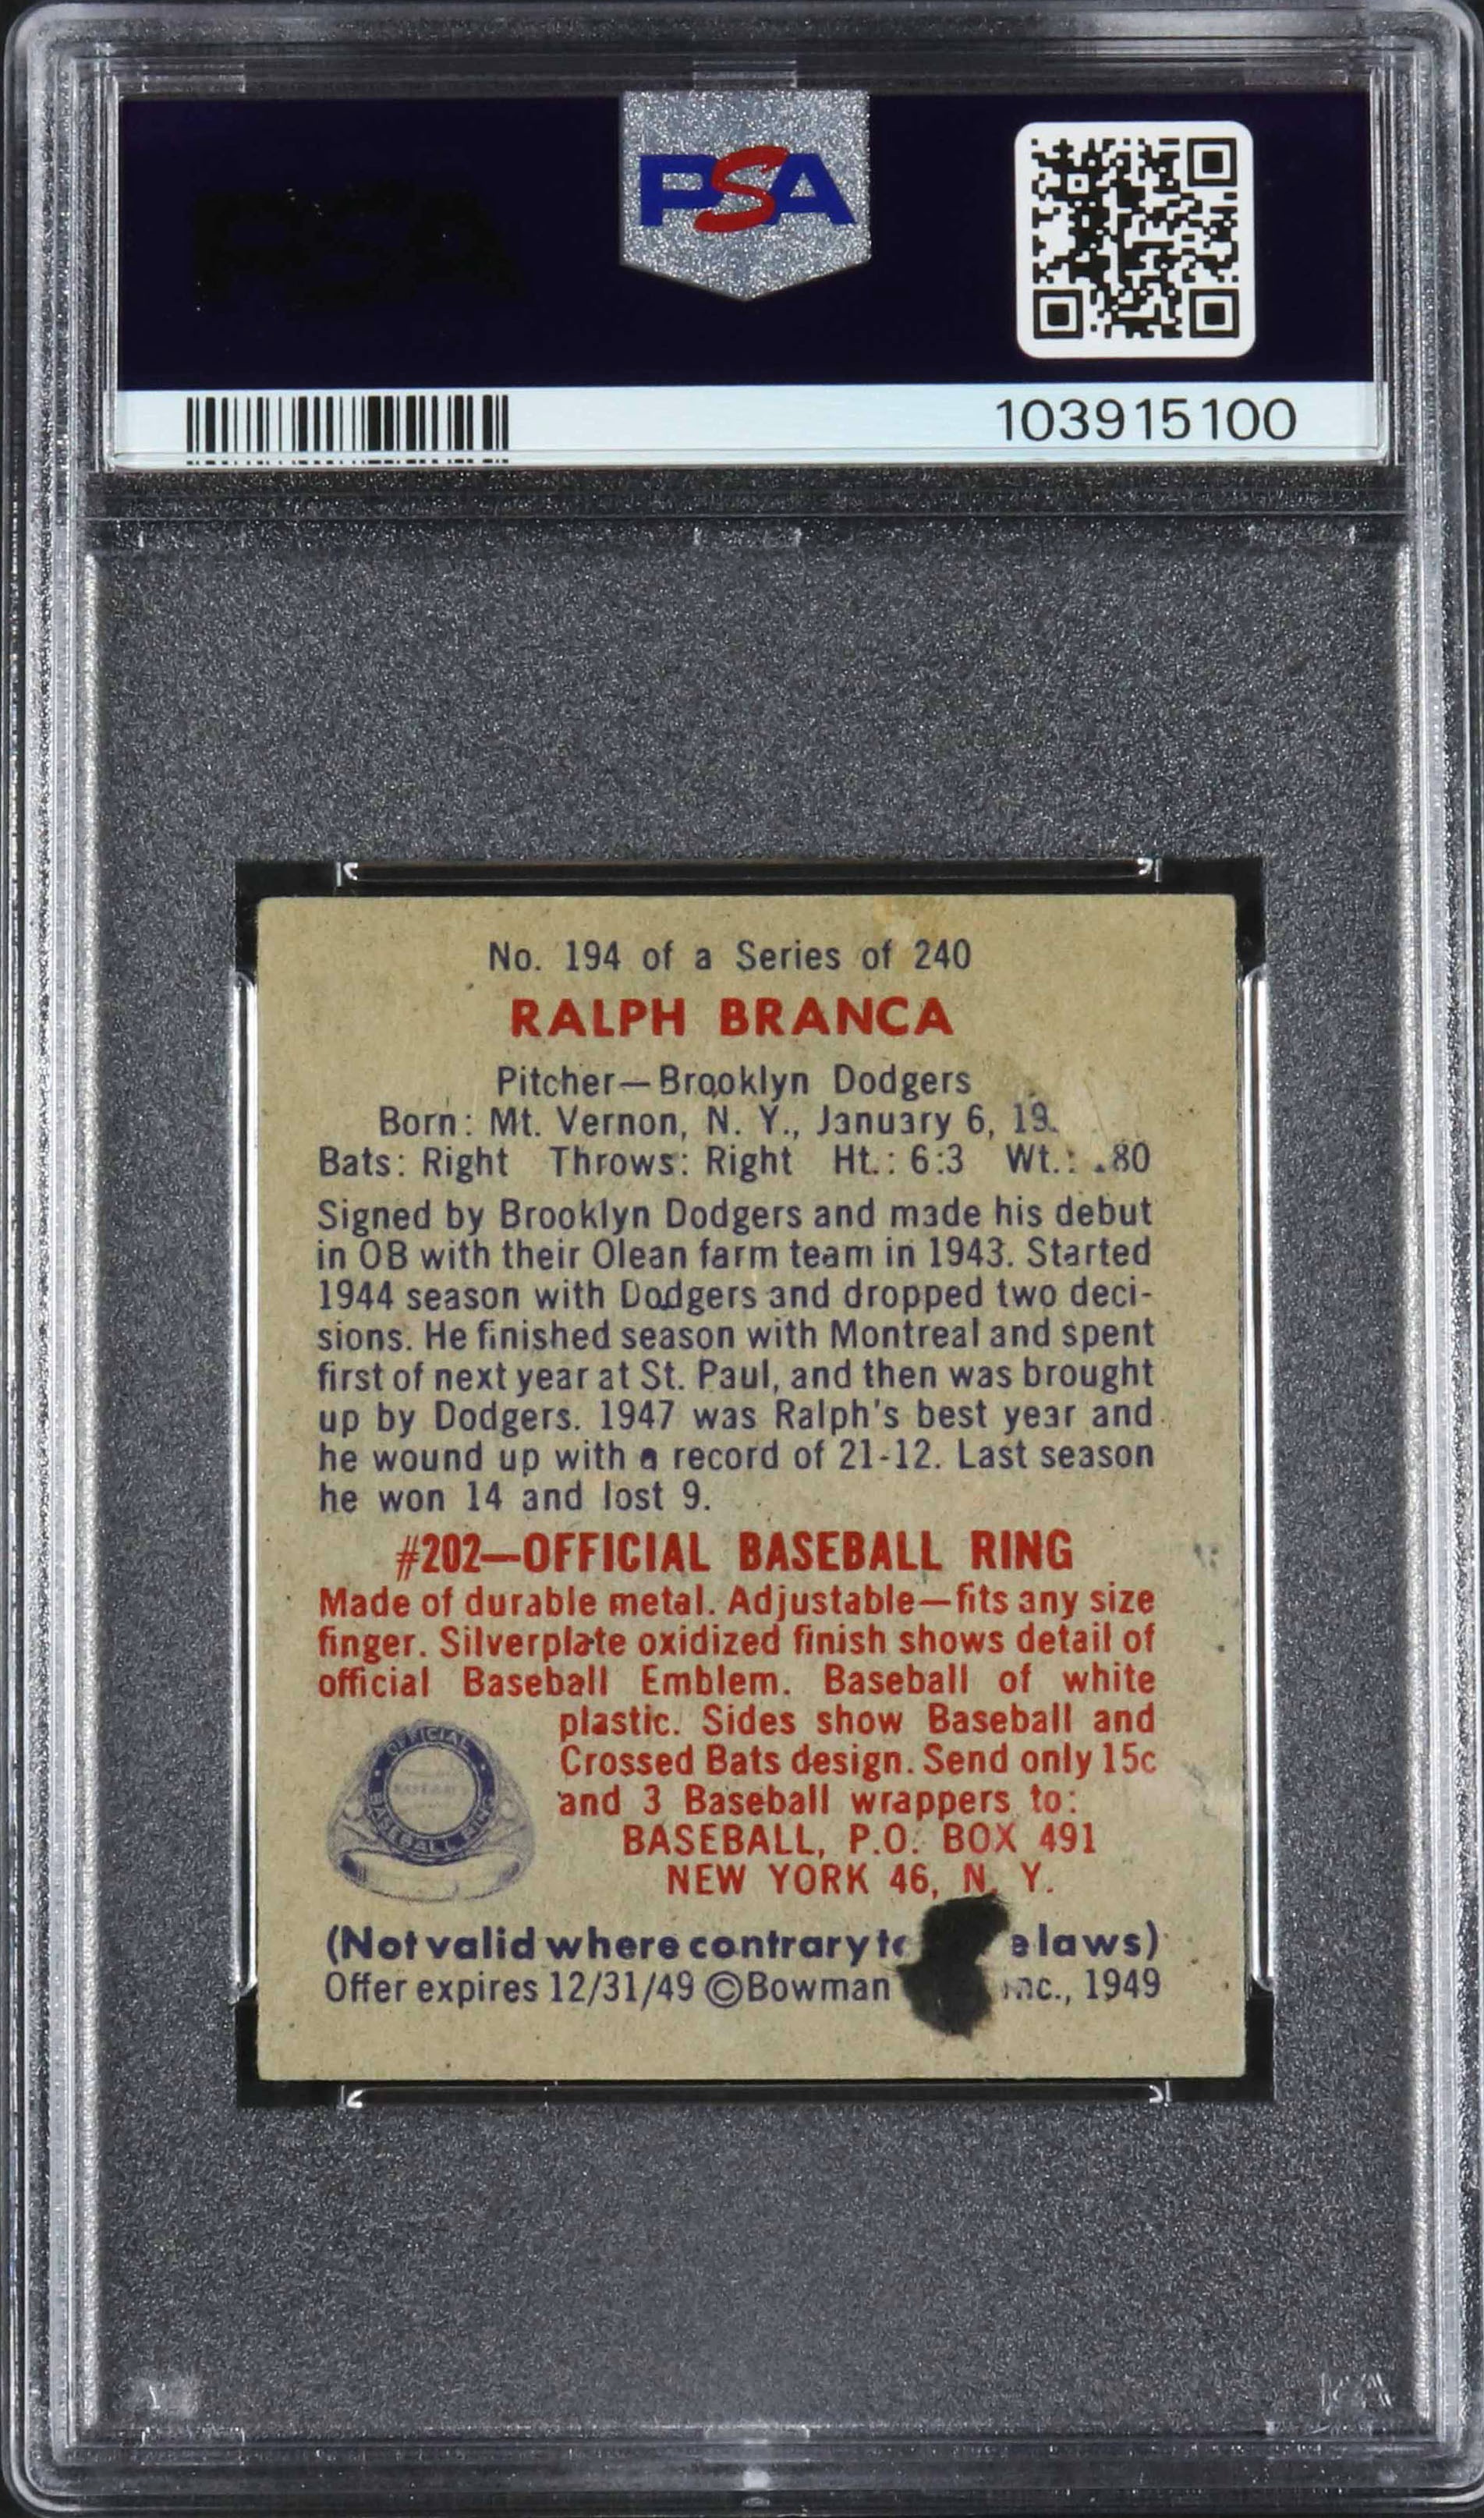 PSA
103915100
No. 194 of a Series of 240
RALPH BRANCA
Pitcher—Brooklyn Dodgers
Born: Mt. Vernon, N. Y., January 6,
Bats: Right Throws: Right Ht.: 6:3 Wt.:
Signed by Brooklyn Dodgers and made his debut
in OB with their Olean farm team in 1943. Started
1944 season with Dodgers and dropped two deci-
sions. He finished season with Montreal and spent
first of next year at St. Paul, and then was brought
up by Dodgers. 1947 was Ralph's best year and
he wound up with a record of 21-12. Last season
he won 14 and lost 9.
#202—OFFICIAL BASEBALL RING
Made of durable metal. Adjustable—fits any size
finger. Silverplate oxidized finish shows detail of
official Baseball Emblem. Baseball of white
plastic. Sides show Baseball and
Crossed Bats design. Send only 15c
and 3 Baseball wrappers to:
BASEBALL, P.O. BOX 491
NEW YORK 46, N. Y.
OFFICIAL
BASEBALL RING
(Not valid where contrary laws)
Offer expires 12/31/49 ©Bowman 1949